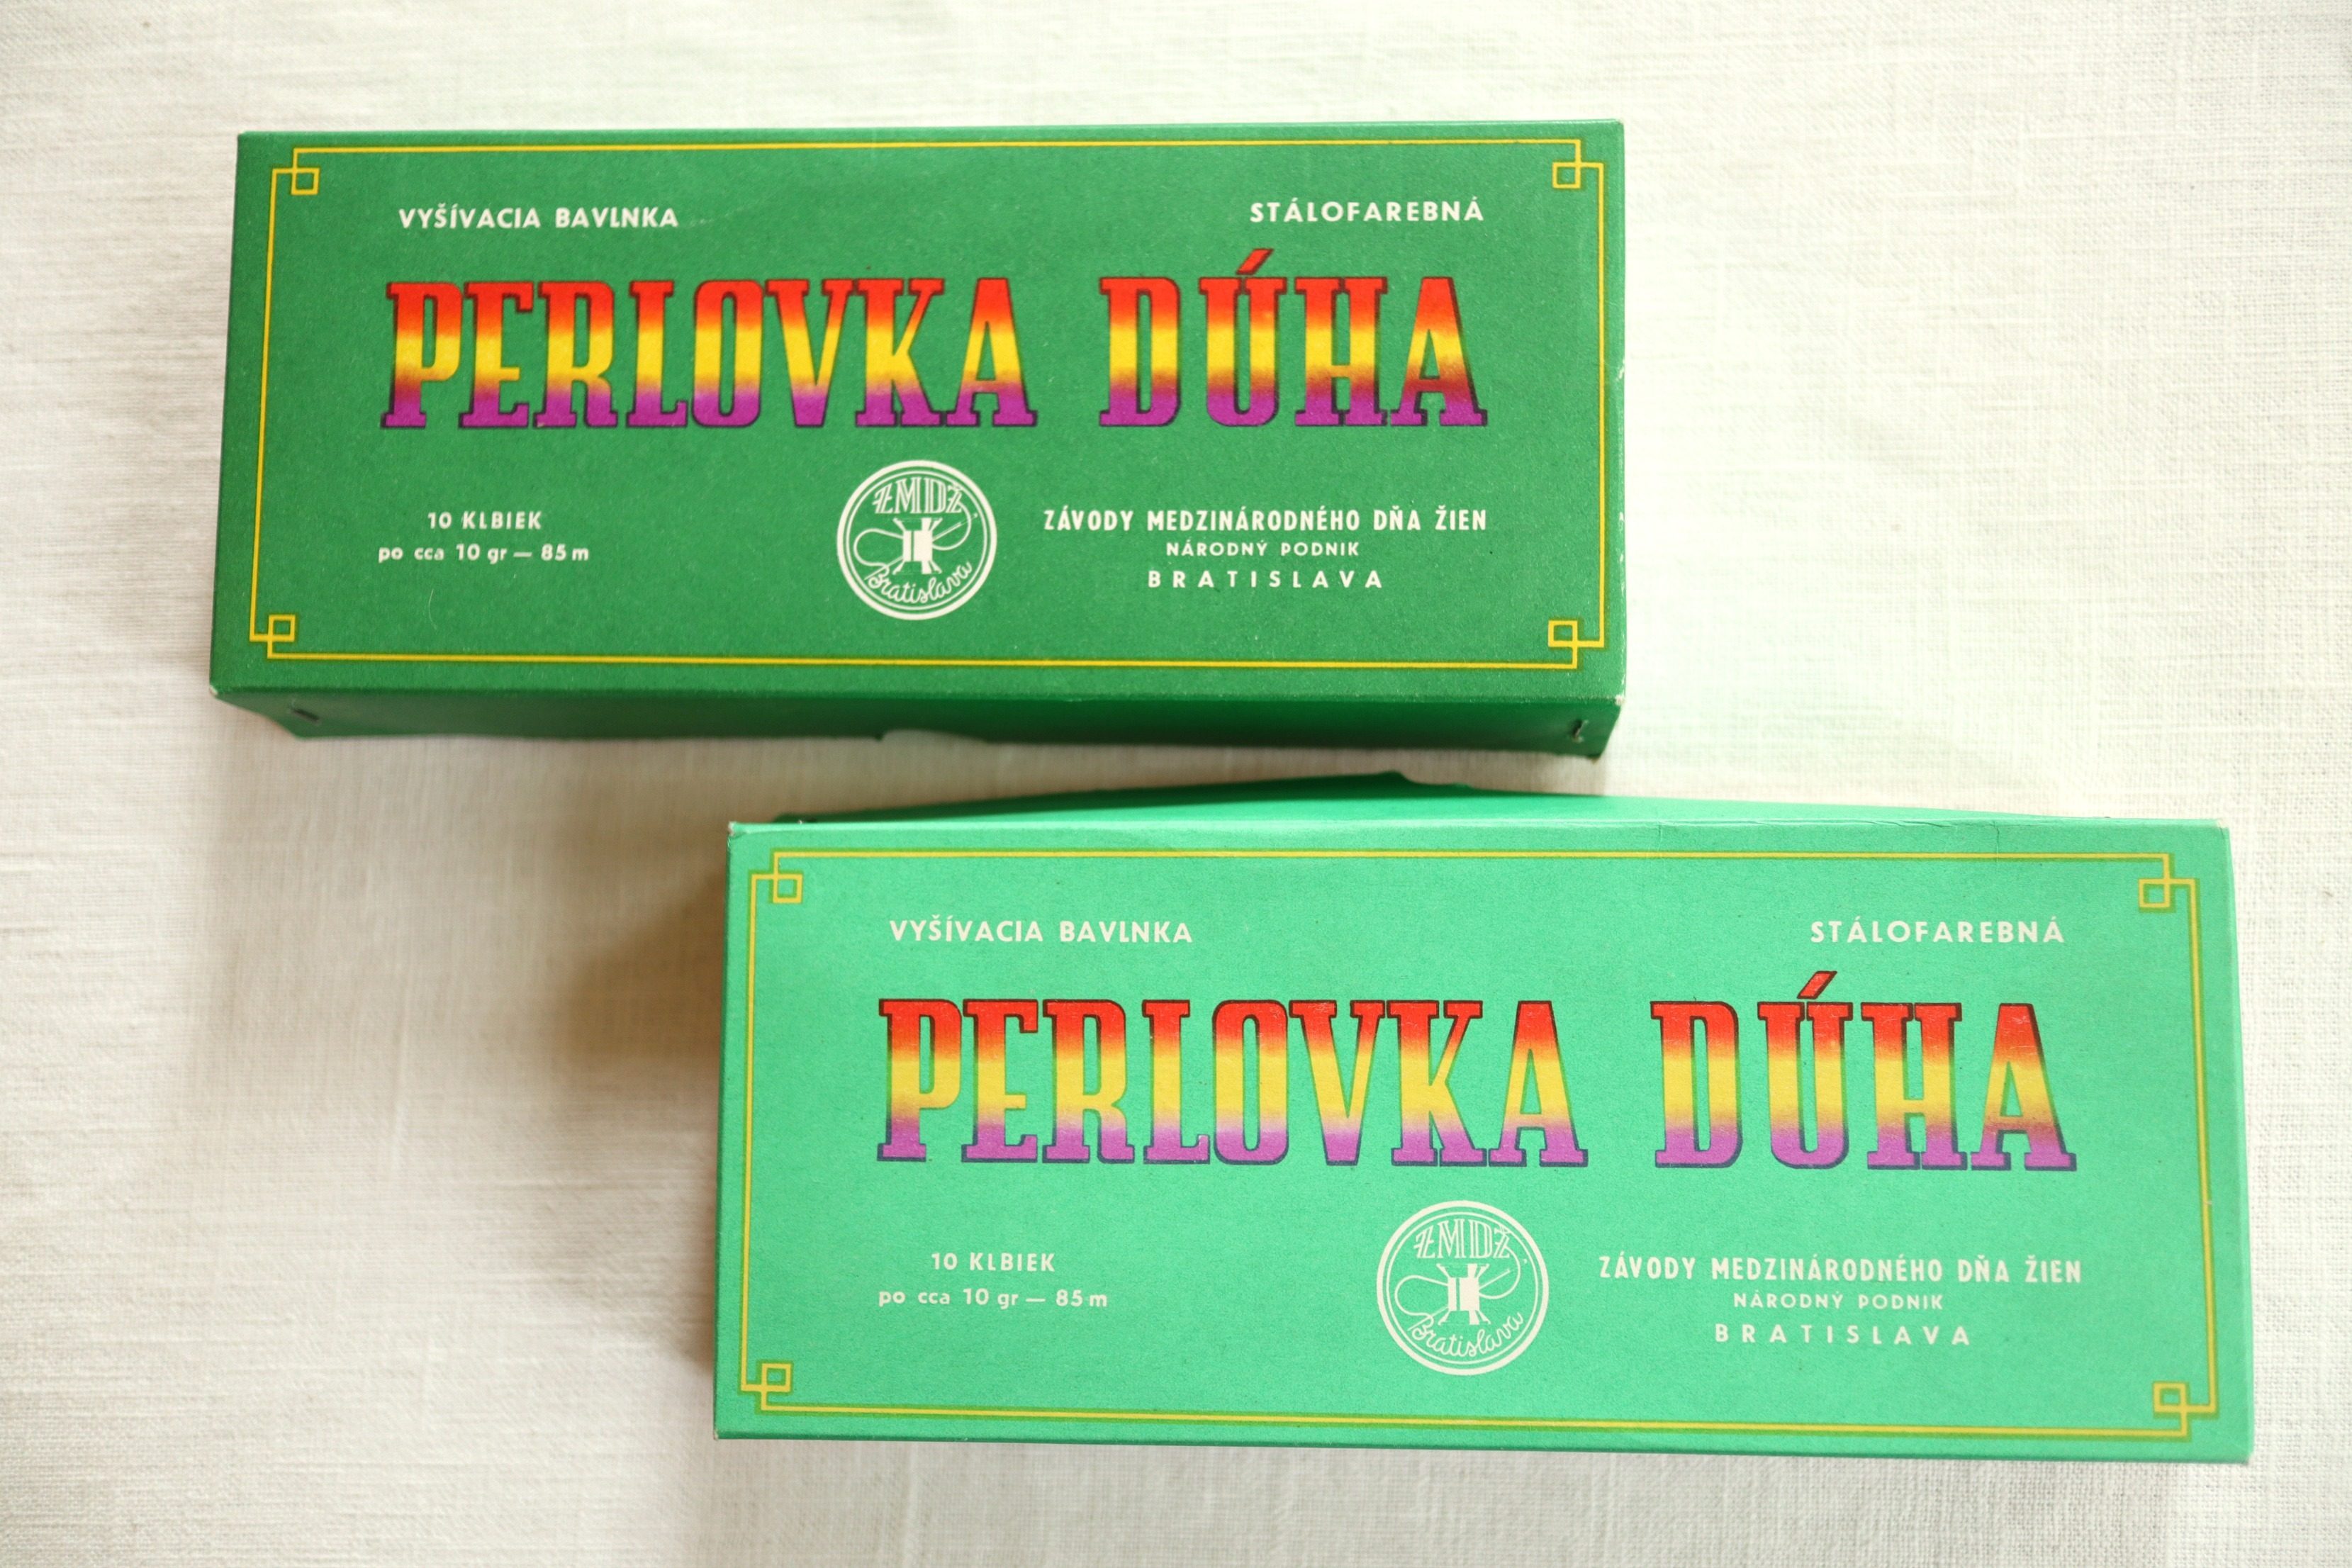 VYŠÍVACIA BAVLNKA
STÁLOFAREBNÁ
PERLOVKA DÚHA
10 KLBIEK
po cca 10 gr — 85 m
ZMDŽ
Bratislava
ZÁVODY MEDZINÁRODNÉHO DŇA ŽIEN
NÁRODNÝ PODNIK
BRATISLAVA
VYŠÍVACIA BAVLNKA
STÁLOFAREBNÁ
PERLOVKA DÚHA
10 KLBIEK
po cca 10 gr — 85 m
ZMDŽ
Bratislava
ZÁVODY MEDZINÁRODNÉHO DŇA ŽIEN
NÁRODNÝ PODNIK
BRATISLAVA